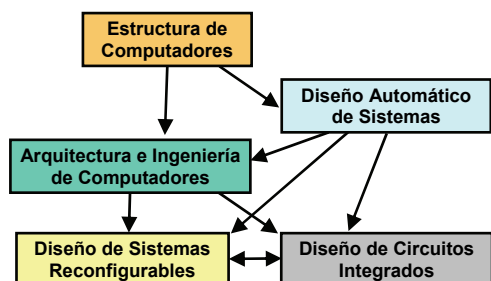 Estructura de
Computadores
Diseño Automático
de Sistemas
Arquitectura e Ingeniería
de Computadores
Diseño de Sistemas
Reconfigurables
Diseño de Circuitos
Integrados